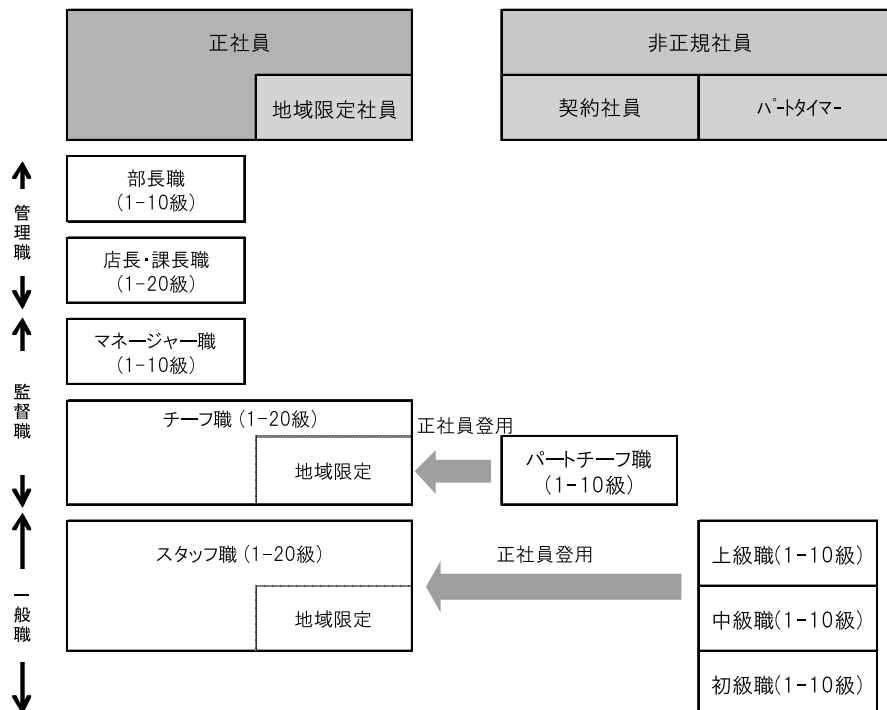 正社員
地域限定社員
非正規社員
契約社員
パートタイマー
管理職
部長職
(1-10級)
店長・課長職
(1-20級)
監督職
マネージャー職
(1-10級)
チーフ職(1-20級)
地域限定
正社員登用
パートチーフ職
(1-10級)
一般職
スタッフ職(1-20級)
地域限定
正社員登用
上級職(1-10級)
中級職(1-10級)
初級職(1-10級)